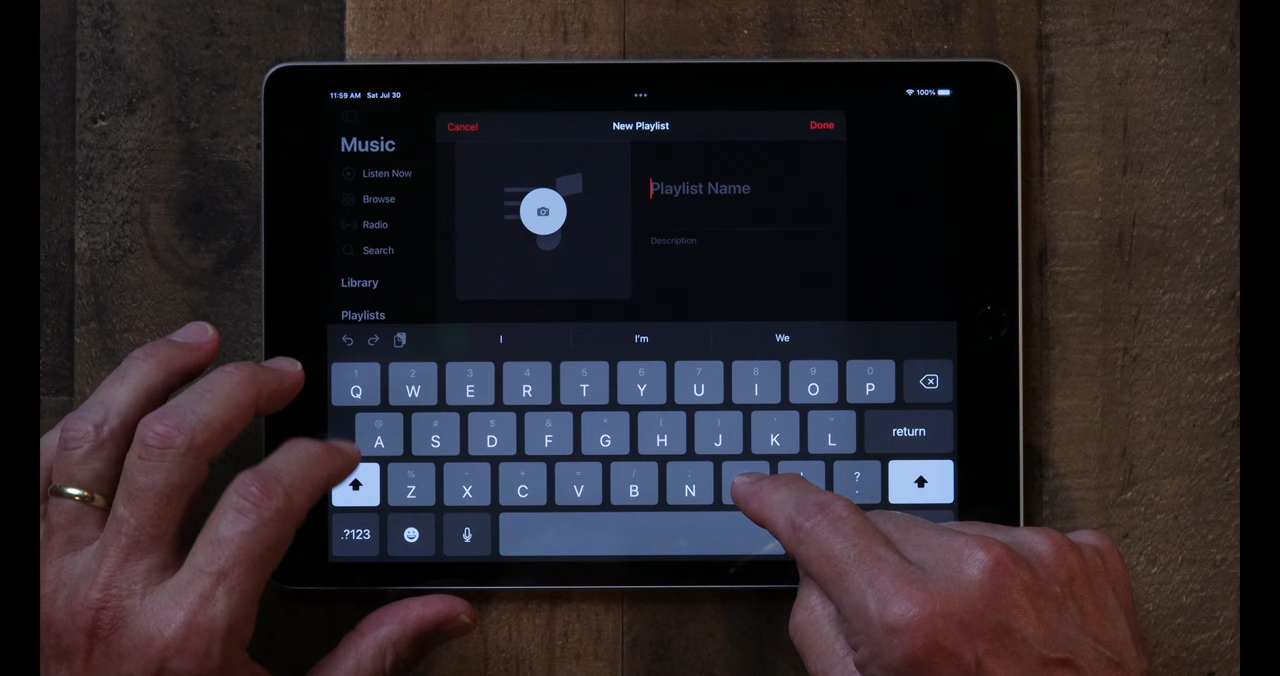 11:59 AM Sat Jul 30
100%
Cancel
New Playlist
Done
Music
Listen Now
Browse
Radio
Search
Library
Playlists
Playlist Name
Description
I
I'm
We
1 2 3 4 5 6 7 8 9 0
Q W E R T Y U I O P
@ # $ & * ( ) ' "
A S D F G H J K L
return
% - + = / ;
Z X C V B N
? .
.?123